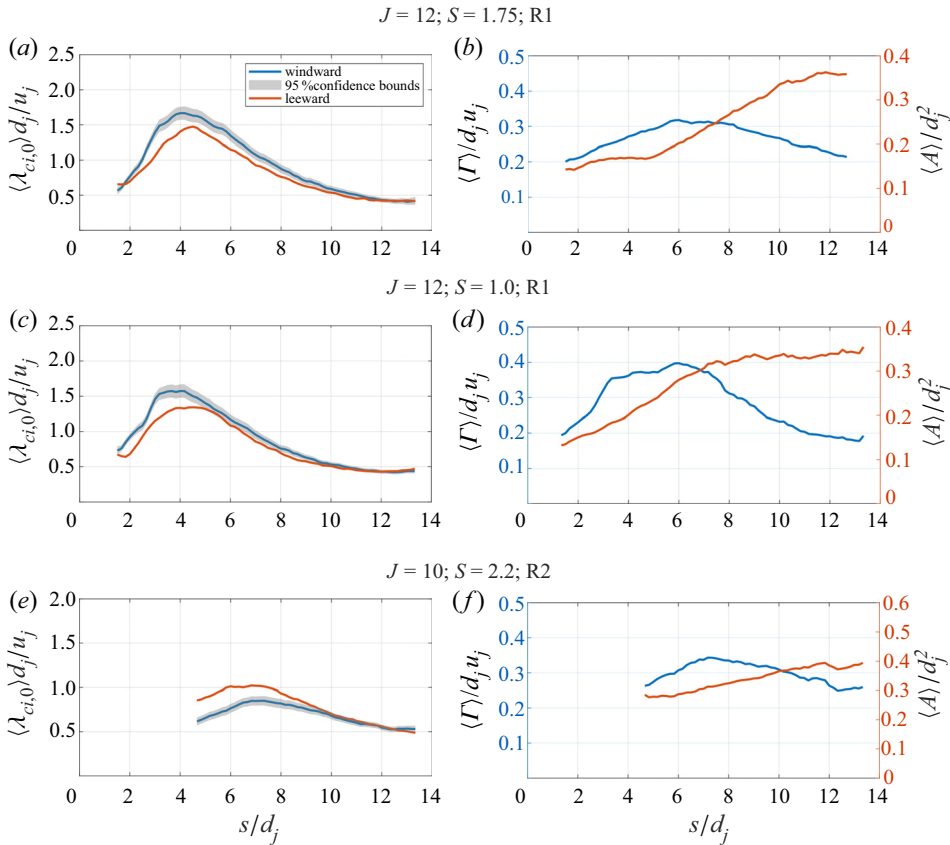 J = 12; S = 1.75; R1
(a)
2.5
2.0
1.5
1.0
0.5
0 2 4 6 8 10 12 14
⟨λci,0⟩dj/uj
windward
95 %confidence bounds
leeward
(b)
0.5
0.4
0.3
0.2
0.1
0 2 4 6 8 10 12 14
⟨Γ⟩/djuj
0.4
0.3
0.2
0.1
0
⟨A⟩/dj²
J = 12; S = 1.0; R1
(c)
2.5
2.0
1.5
1.0
0.5
0 2 4 6 8 10 12 14
⟨λci,0⟩dj/uj
(d)
0.5
0.4
0.3
0.2
0.1
0 2 4 6 8 10 12 14
⟨Γ⟩/djuj
0.4
0.3
0.2
0.1
0
⟨A⟩/dj²
J = 10; S = 2.2; R2
(e)
2.0
1.5
1.0
0.5
0 2 4 6 8 10 12 14
⟨λci,0⟩dj/uj
s/dj
(f)
0.5
0.4
0.3
0.2
0.1
0 2 4 6 8 10 12 14
⟨Γ⟩/djuj
0.6
0.5
0.4
0.3
0.2
0.1
0
⟨A⟩/dj²
s/dj